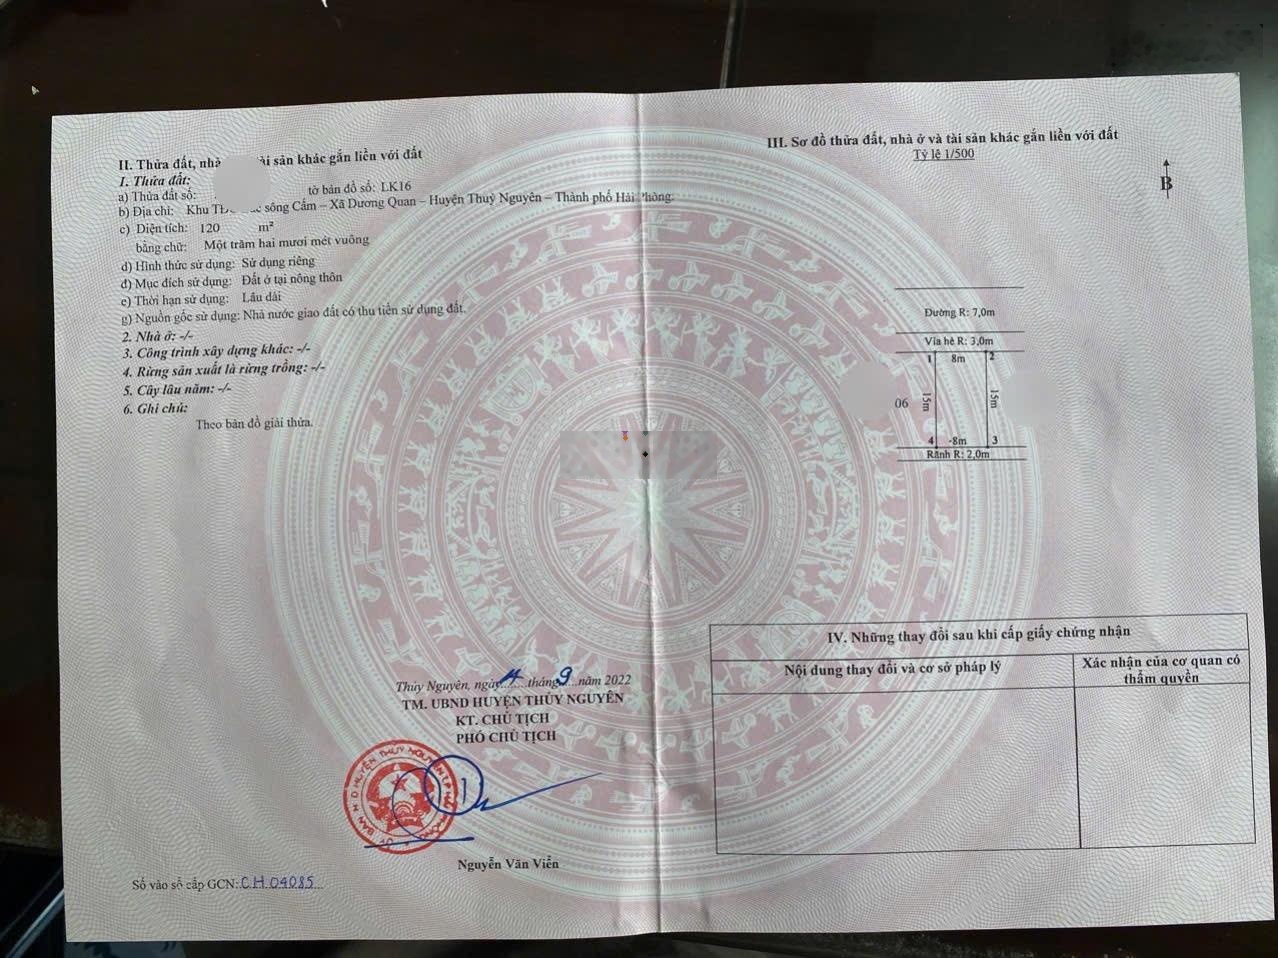 II. Thửa đất, nhà tài sản khác gắn liền với đất
1. Thửa đất:
a) Thửa đất số: tờ bản đồ số: LK16
b) Địa chỉ: Khu sông Cấm – Xã Dương Quan – Huyện Thuỷ Nguyên – Thành phố Hải Phòng.
c) Diện tích: 120 m²
bằng chữ: Một trăm hai mươi mét vuông
d) Hình thức sử dụng: Sử dụng riêng
đ) Mục đích sử dụng: Đất ở tại nông thôn
e) Thời hạn sử dụng: Lâu dài
g) Nguồn gốc sử dụng: Nhà nước giao đất có thu tiền sử dụng đất.
2. Nhà ở: -/-
3. Công trình xây dựng khác: -/-
4. Rừng sản xuất là rừng trồng: -/-
5. Cây lâu năm: -/-
6. Ghi chú:
Theo bản đồ giải thửa.
Thủy Nguyên, ngày.......tháng 9 năm 2022
TM. UBND HUYỆN THỦY NGUYÊN
KT. CHỦ TỊCH
PHÓ CHỦ TỊCH
Nguyễn Văn Viễn
Số vào sổ cấp GCN: CH 04085
III. Sơ đồ thửa đất, nhà ở và tài sản khác gắn liền với đất
Tỷ lệ 1/500
B
Đường R: 7,0m
Vỉa hè R: 3,0m
1 8m 2
06 15m 15m
4 8m 3
Rãnh R: 2,0m
IV. Những thay đổi sau khi cấp giấy chứng nhận
Nội dung thay đổi và cơ sở pháp lý
Xác nhận của cơ quan có
thẩm quyền